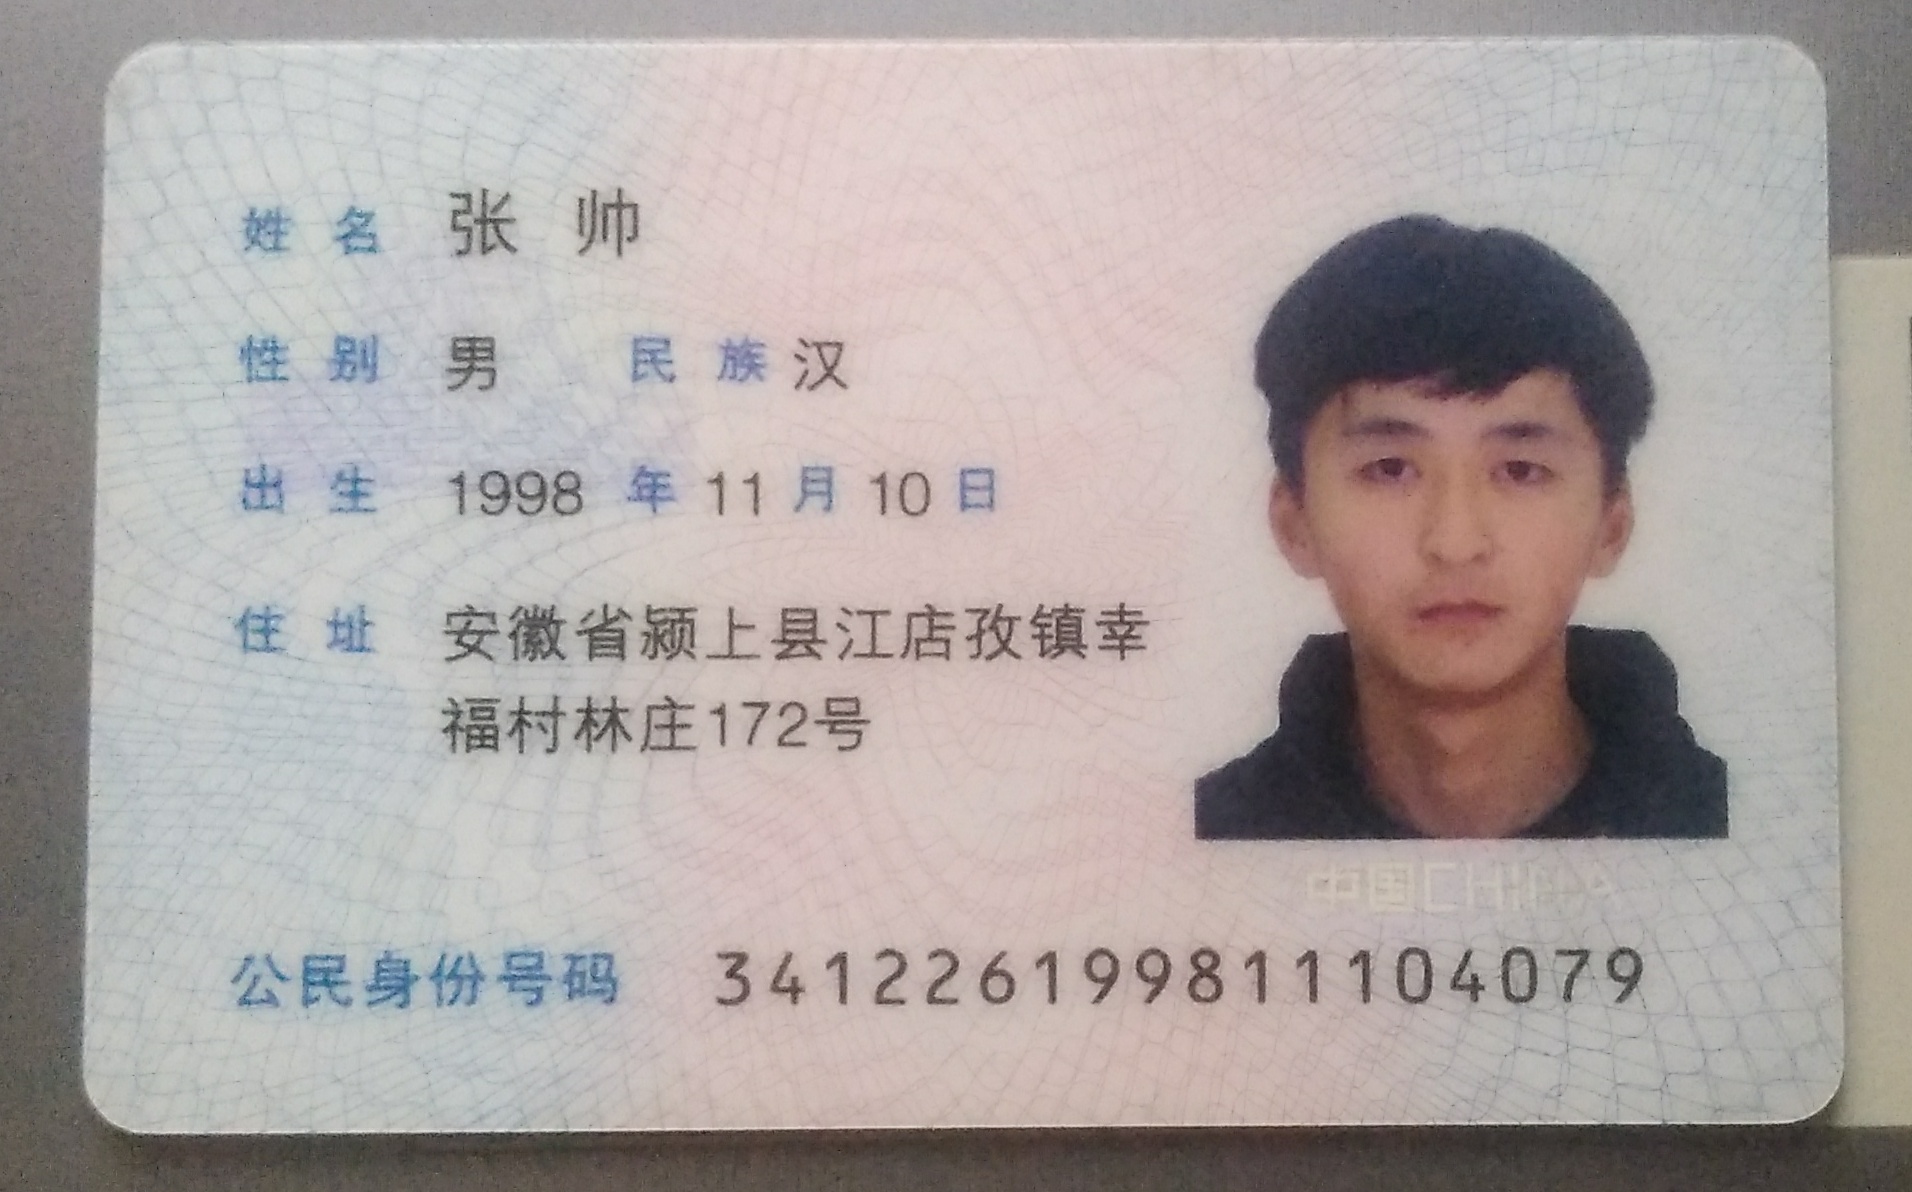 姓名 张帅
性别 男 民族 汉
出生 1998 年 11 月 10 日
住址 安徽省颍上县江店孜镇幸
福村林庄172号
中国CHINA
公民身份号码 341226199811104079